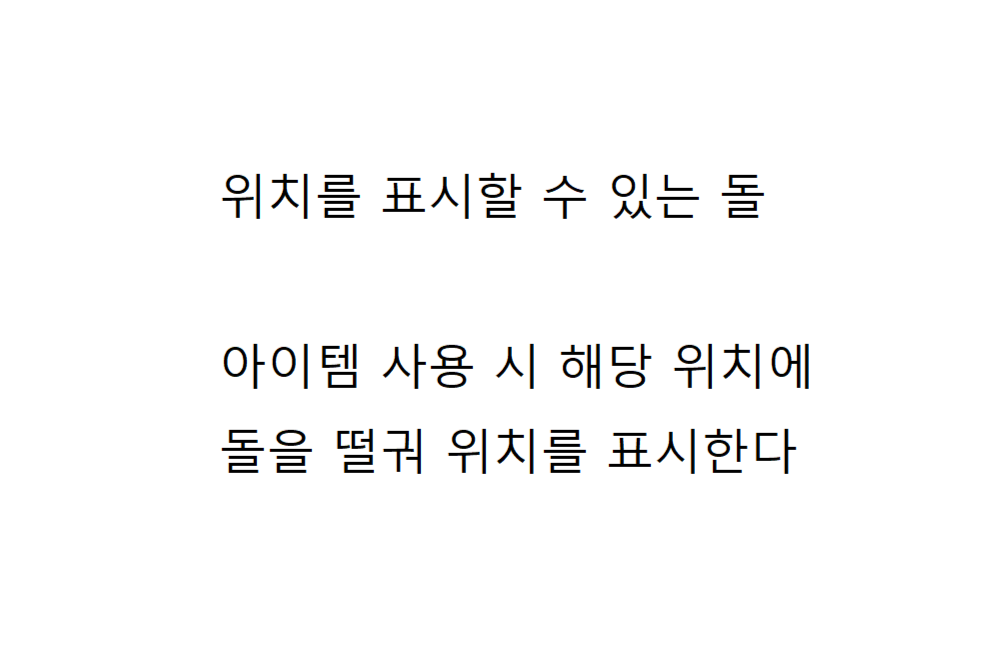 위치를 표시할 수 있는 돌
아이템 사용 시 해당 위치에
돌을 떨궈 위치를 표시한다